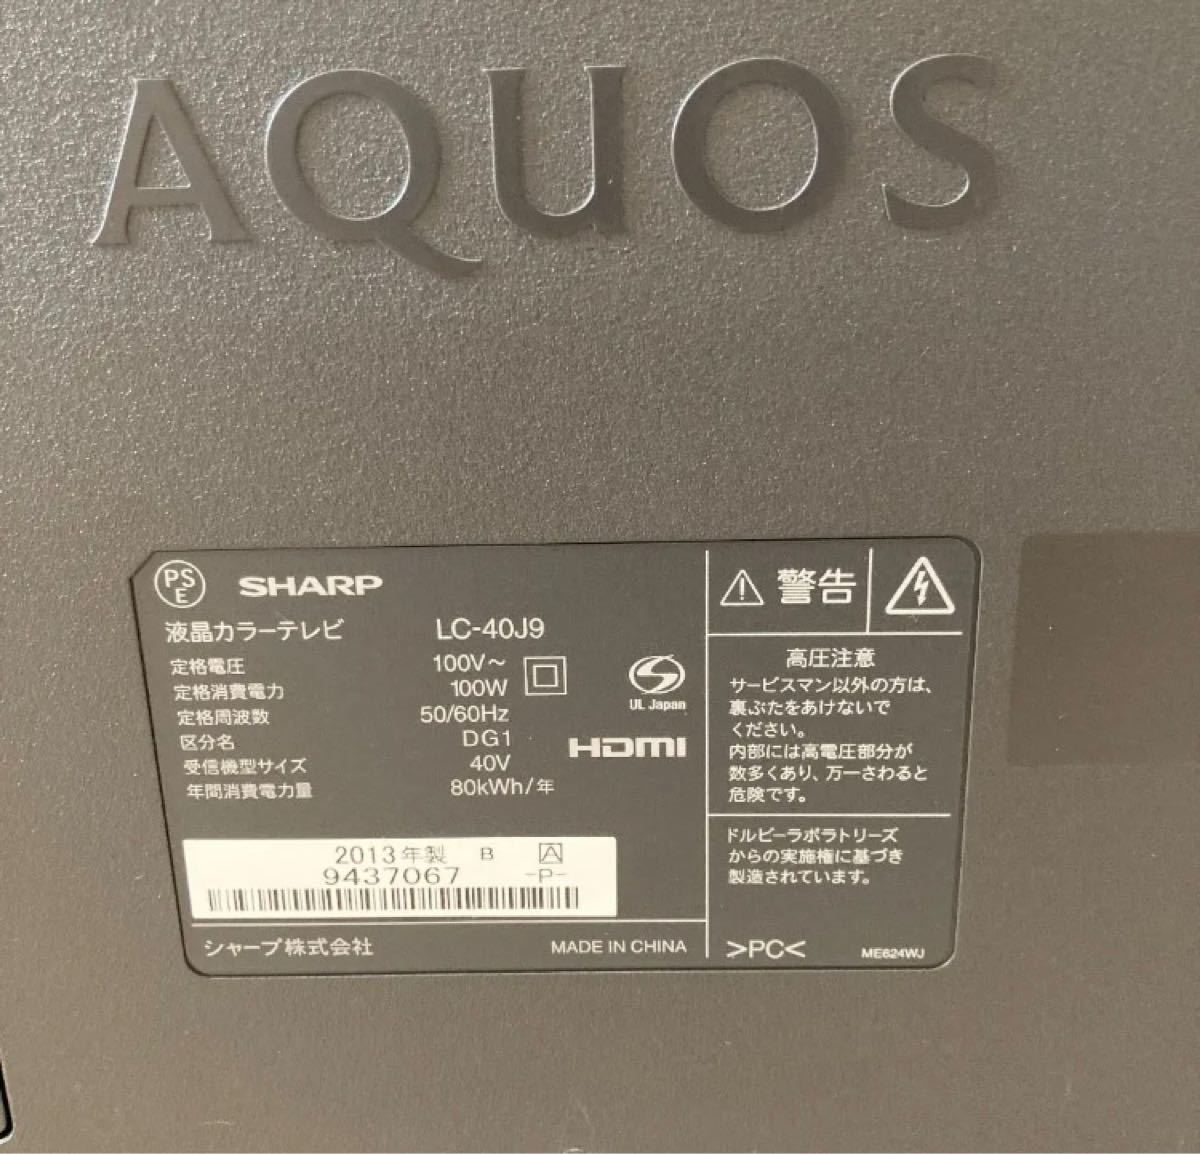 AQUOS
PS
E
SHARP
液晶カラーテレビ LC-40J9
定格電圧 100V～
定格消費電力 100W
定格周波数 50/60Hz
区分名 DG1
受信機型サイズ 40V
年間消費電力量 80kWh/年
UL Japan
HDMI
2013年製 B A
9437067 -P-
シャープ株式会社 MADE IN CHINA
警告
高圧注意
サービスマン以外の方は、
裏ぶたをあけないで
ください。
内部には高電圧部分が
数多くあり、万一さわると
危険です。
ドルビーラボラトリーズ
からの実施権に基づき
製造されています。
>PC< ME624WJ